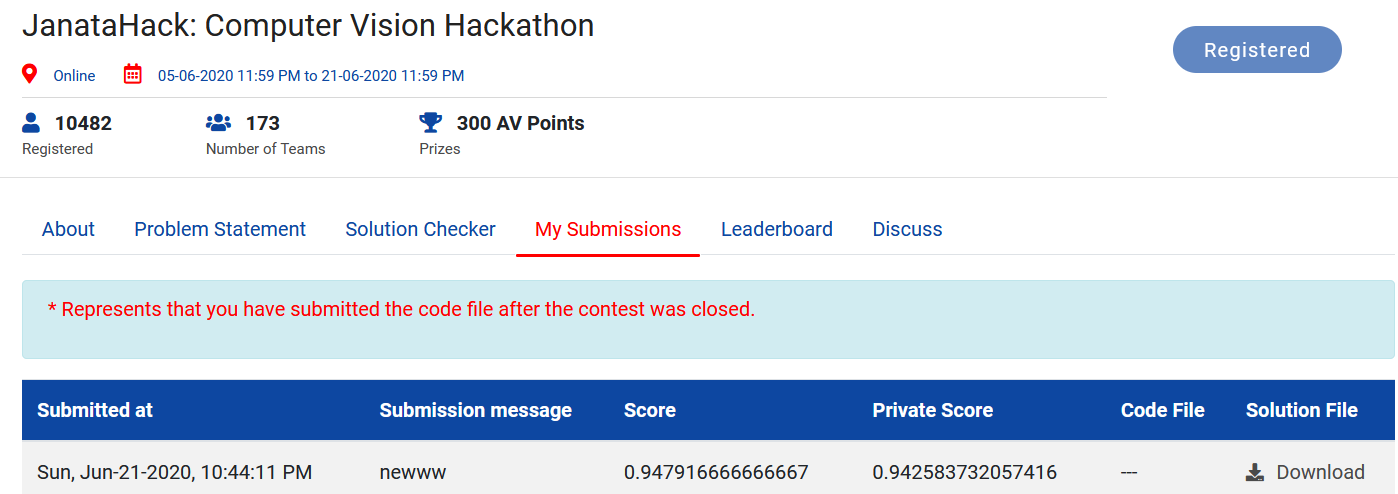 JanataHack: Computer Vision Hackathon
Registered
Online 05-06-2020 11:59 PM to 21-06-2020 11:59 PM
10482 173 300 AV Points
Registered Number of Teams Prizes
About Problem Statement Solution Checker My Submissions Leaderboard Discuss
* Represents that you have submitted the code file after the contest was closed.
Submitted at Submission message Score Private Score Code File Solution File
Sun, Jun-21-2020, 10:44:11 PM newww 0.947916666666667 0.942583732057416 --- Download